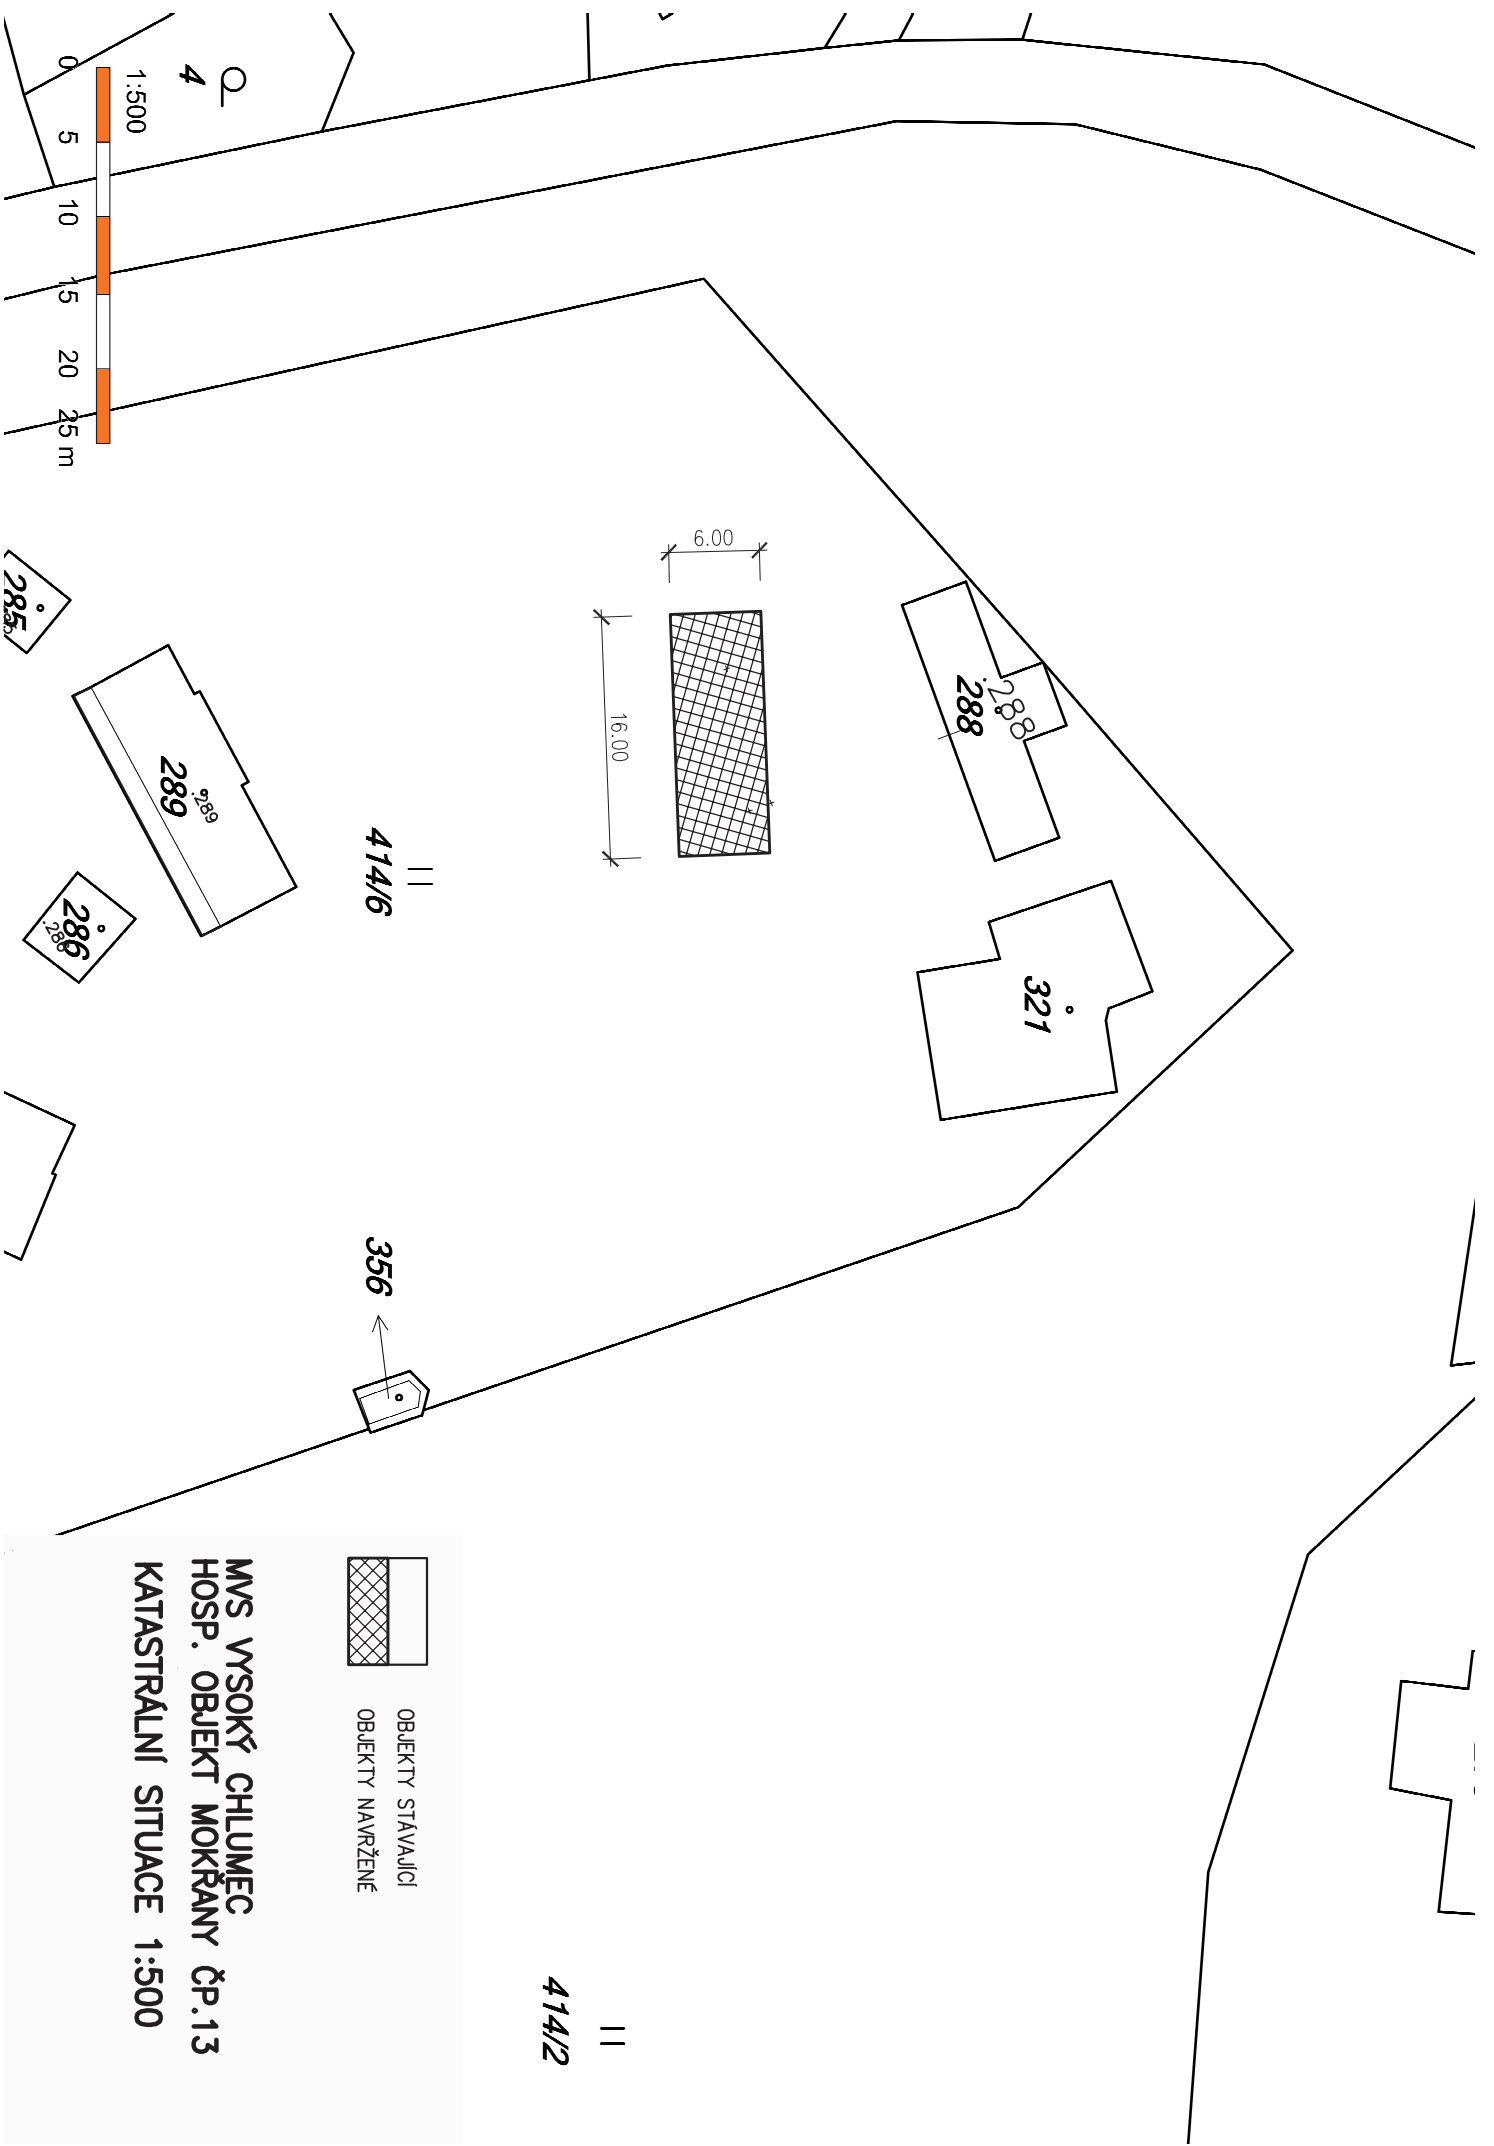 0 5 10 15 20 25 m
1:500
4
6.00
16.00
.288
288
321
285
.289
289
286
.286
414/6
356
414/2
OBJEKTY STÁVAJÍCÍ
OBJEKTY NAVRŽENÉ
MVS VYSOKÝ CHLUMEC
HOSP. OBJEKT MOKŘANY ČP.13
KATASTRÁLNÍ SITUACE 1:500